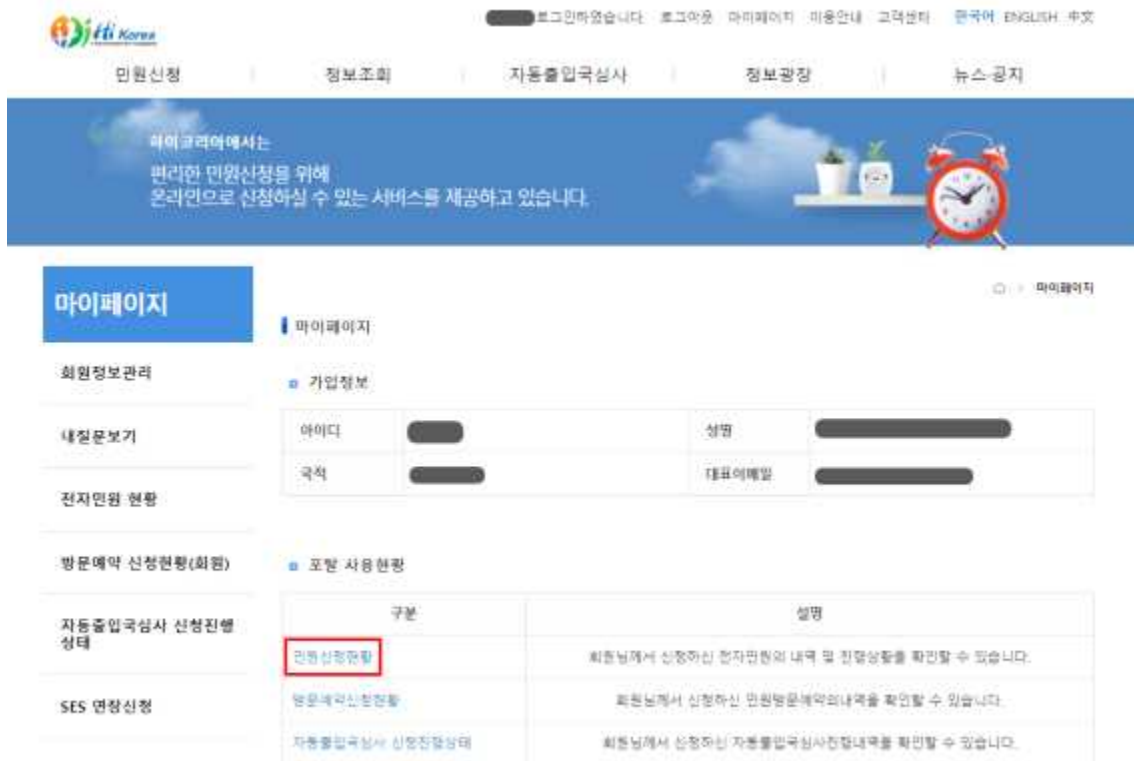 Hi Korea
로그인하였습니다. 로그아웃 마이페이지 이용안내 고객센터 한국어 ENGLISH 中文
민원신청 정보조회 자동출입국심사 정보광장 뉴스·공지
하이코리아에서는
편리한 민원신청을 위해
온라인으로 신청하실 수 있는 서비스를 제공하고 있습니다.
마이페이지
마이페이지
마이페이지
회원정보관리
내질문보기
전자민원 현황
방문예약 신청현황(회원)
자동출입국심사 신청진행
상태
SES 연장신청
가입정보
아이디 성명
국적 대표이메일
포탈 사용현황
구분 설명
민원신청현황 회원님께서 신청하신 전자민원의 내역 및 진행상황을 확인할 수 있습니다.
방문예약신청현황 회원님께서 신청하신 민원방문예약의내역을 확인할 수 있습니다.
자동출입국심사 신청진행상태 회원님께서 신청하신 자동출입국심사진행내역을 확인할 수 있습니다.